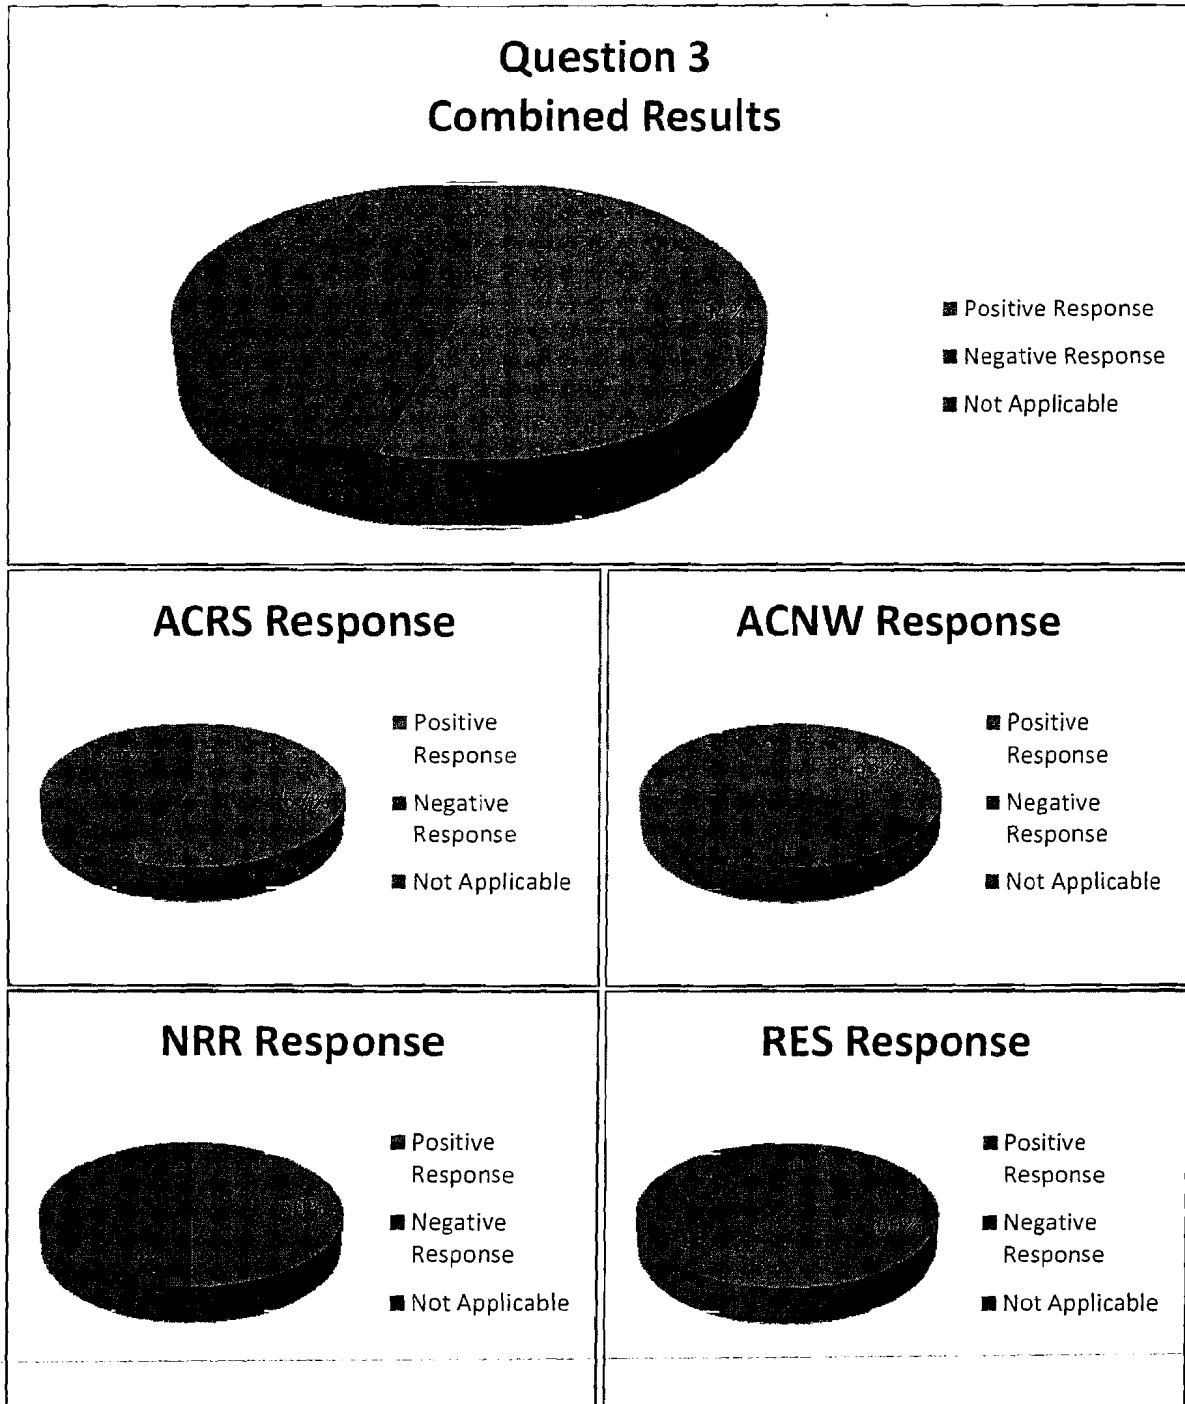 Question 3
Combined Results
Positive Response
Negative Response
Not Applicable
ACRS Response
Positive
Response
Negative
Response
Not Applicable
ACNW Response
Positive
Response
Negative
Response
Not Applicable
NRR Response
Positive
Response
Negative
Response
Not Applicable
RES Response
Positive
Response
Negative
Response
Not Applicable